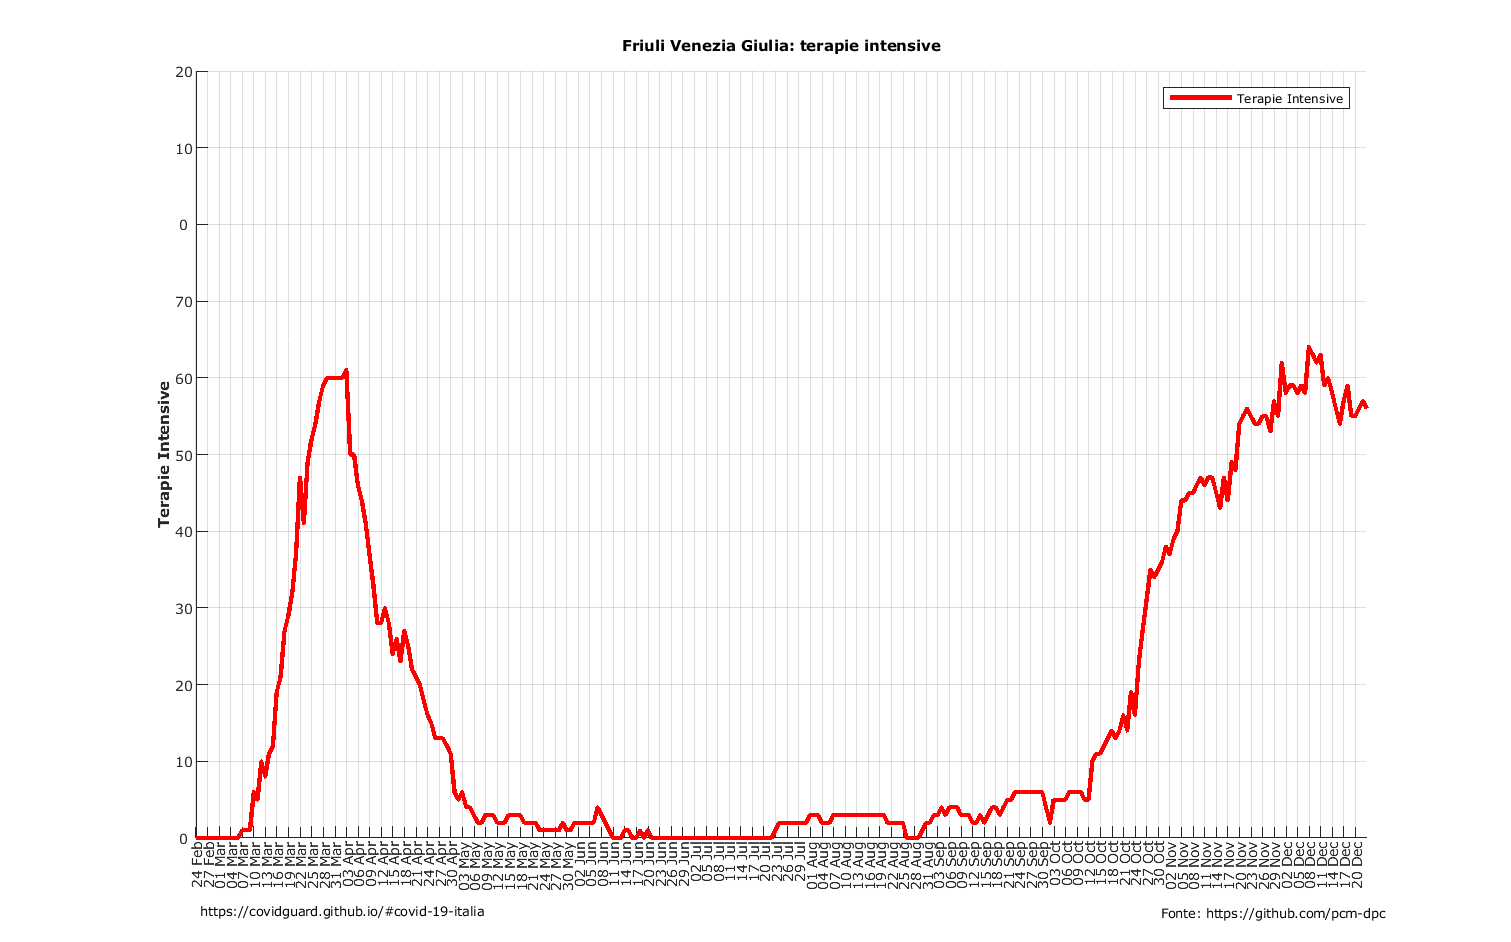 Friuli Venezia Giulia: terapie intensive
Terapie Intensive
20
10
0
70
60
50
40
30
20
10
0
Terapie Intensive
24 Feb
27 Feb
01 Mar
04 Mar
07 Mar
10 Mar
13 Mar
16 Mar
19 Mar
22 Mar
25 Mar
28 Mar
31 Mar
03 Apr
06 Apr
09 Apr
12 Apr
15 Apr
18 Apr
21 Apr
24 Apr
27 Apr
30 Apr
03 May
06 May
09 May
12 May
15 May
18 May
21 May
24 May
27 May
30 May
02 Jun
05 Jun
08 Jun
11 Jun
14 Jun
17 Jun
20 Jun
23 Jun
26 Jun
29 Jun
02 Jul
05 Jul
08 Jul
11 Jul
14 Jul
17 Jul
20 Jul
23 Jul
26 Jul
29 Jul
01 Aug
04 Aug
07 Aug
10 Aug
13 Aug
16 Aug
19 Aug
22 Aug
25 Aug
28 Aug
31 Aug
03 Sep
06 Sep
09 Sep
12 Sep
15 Sep
18 Sep
21 Sep
24 Sep
27 Sep
30 Sep
03 Oct
06 Oct
09 Oct
12 Oct
15 Oct
18 Oct
21 Oct
24 Oct
27 Oct
30 Oct
02 Nov
05 Nov
08 Nov
11 Nov
14 Nov
17 Nov
20 Nov
23 Nov
26 Nov
29 Nov
02 Dec
05 Dec
08 Dec
11 Dec
14 Dec
17 Dec
20 Dec
https://covidguard.github.io/#covid-19-italia
Fonte: https://github.com/pcm-dpc